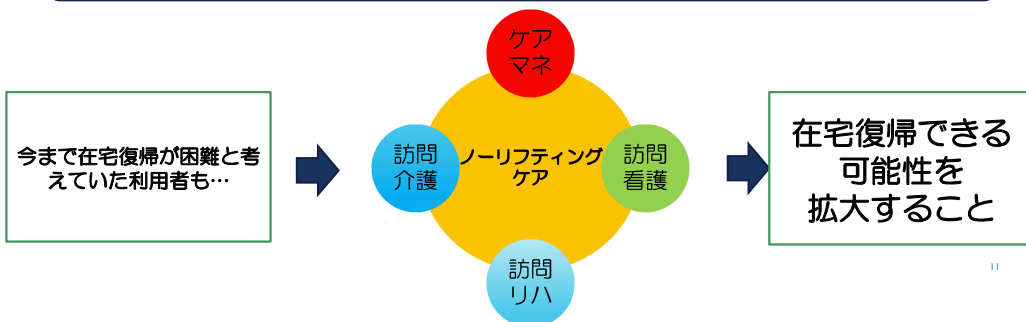 今まで在宅復帰が困難と考
えていた利用者も…
ケア
マネ
訪問
介護
ノーリフティング
ケア
訪問
看護
訪問
リハ
在宅復帰できる
可能性を
拡大すること
11